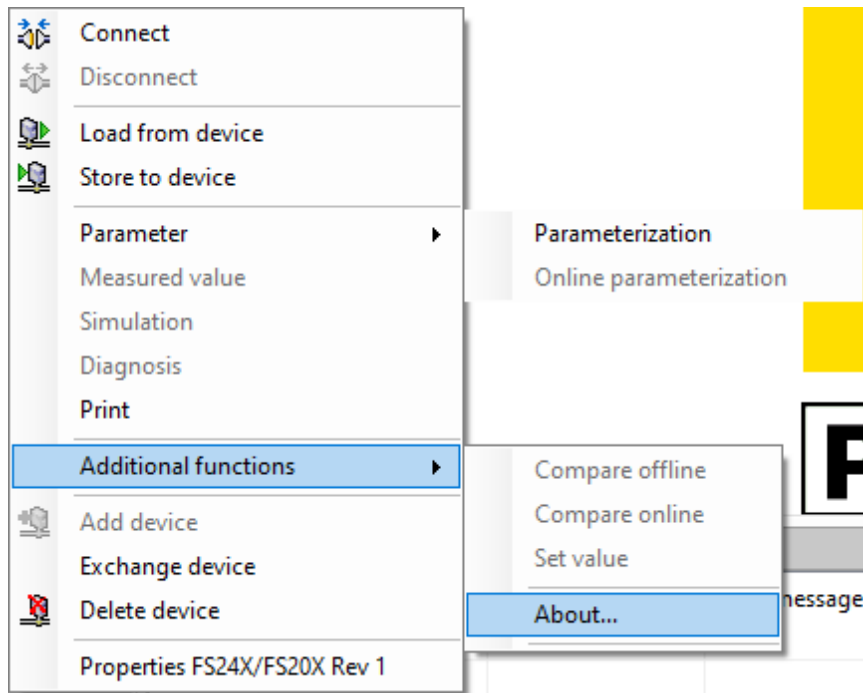 Connect
Disconnect
Load from device
Store to device
Parameter
Measured value
Simulation
Diagnosis
Print
Additional functions
Add device
Exchange device
Delete device
Properties FS24X/FS20X Rev 1
Parameterization
Online parameterization
Compare offline
Compare online
Set value
About...